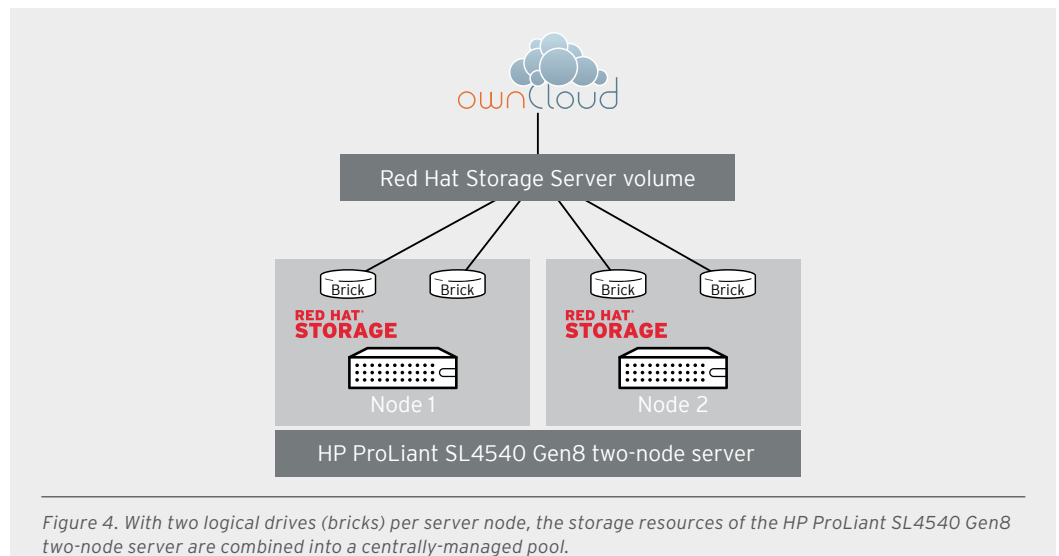 ownCloud
Red Hat Storage Server volume
Brick Brick Brick Brick
RED HAT® RED HAT®
STORAGE STORAGE
Node 1 Node 2
HP ProLiant SL4540 Gen8 two-node server
Figure 4. With two logical drives (bricks) per server node, the storage resources of the HP ProLiant SL4540 Gen8
two-node server are combined into a centrally-managed pool.